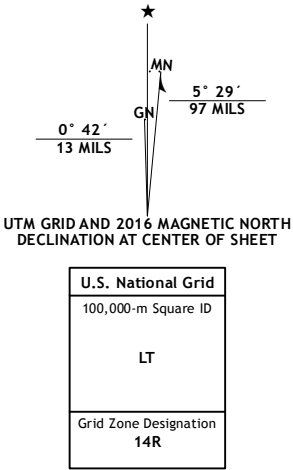 ★
MN
GN
5° 29´
97 MILS
0° 42´
13 MILS
UTM GRID AND 2016 MAGNETIC NORTH
DECLINATION AT CENTER OF SHEET
U.S. National Grid
100,000-m Square ID
LT
Grid Zone Designation
14R